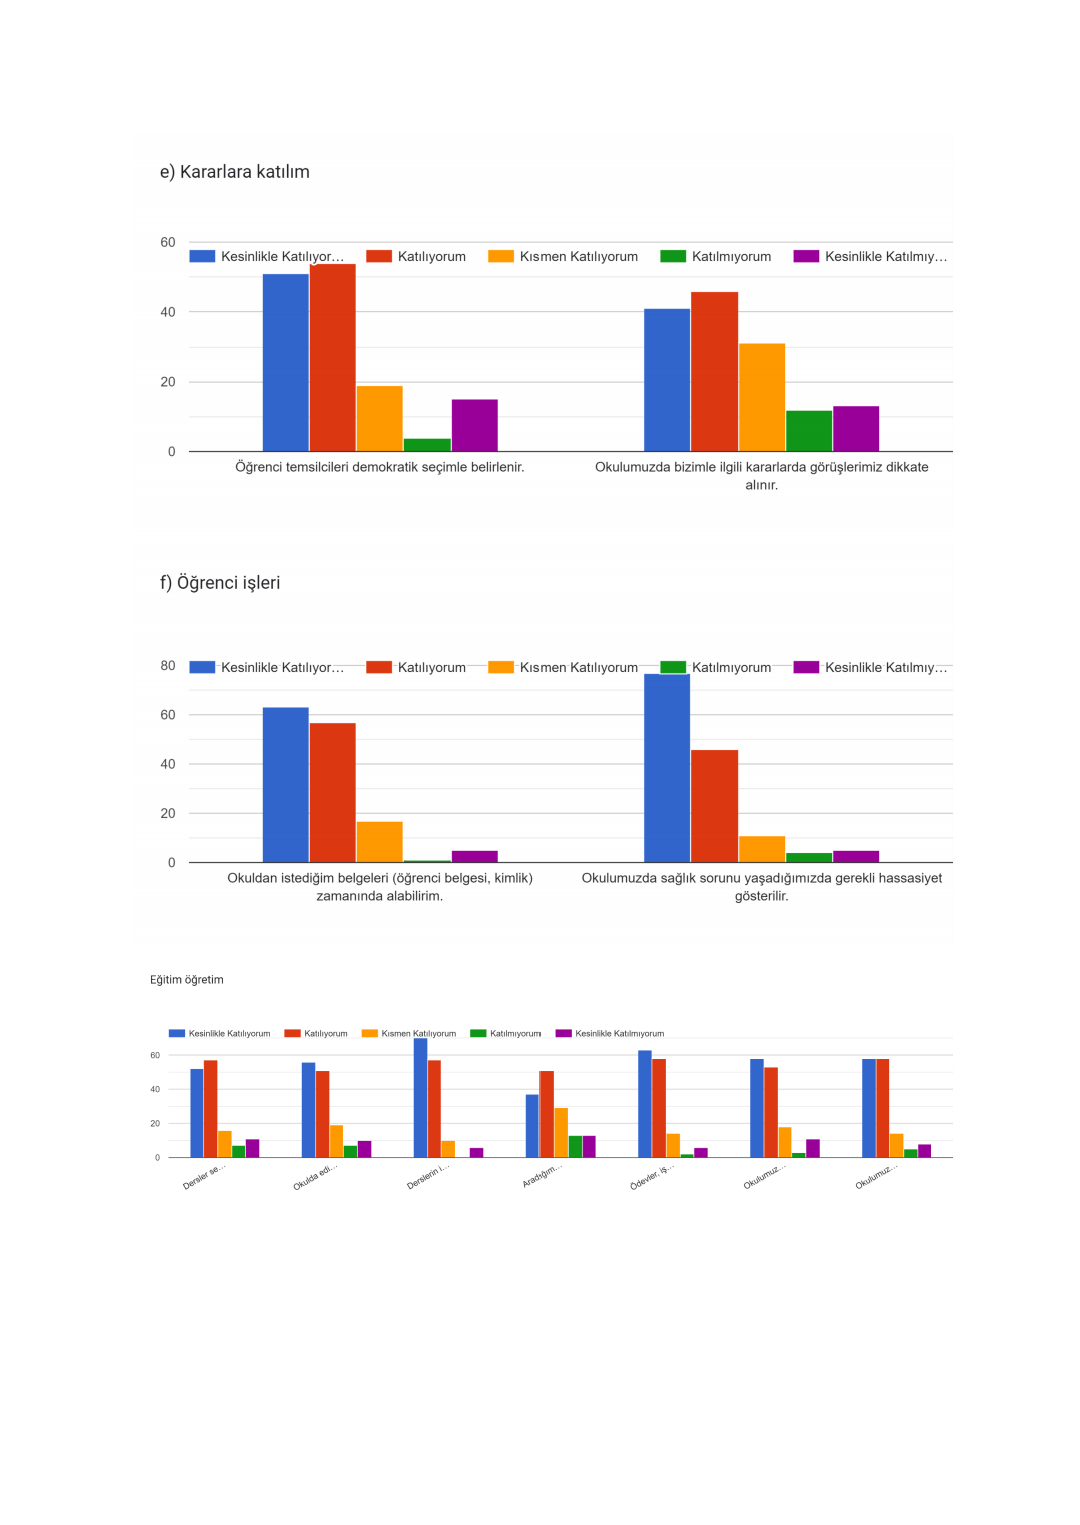 e) Kararlara katılım
60
Kesinlikle Katılıyor… Katılıyorum Kısmen Katılıyorum Katılmıyorum Kesinlikle Katılmıy…
40
20
0
Öğrenci temsilcileri demokratik seçimle belirlenir. Okulumuzda bizimle ilgili kararlarda görüşlerimiz dikkate
alınır.
f) Öğrenci işleri
80 Kesinlikle Katılıyor… Katılıyorum Kısmen Katılıyorum Katılmıyorum Kesinlikle Katılmıy…
60
40
20
0
Okuldan istediğim belgeleri (öğrenci belgesi, kimlik) Okulumuzda sağlık sorunu yaşadığımızda gerekli hassasiyet
zamanında alabilirim. gösterilir.
Eğitim öğretim
Kesinlikle Katılıyorum Katılıyorum Kısmen Katılıyorum Katılmıyorum Kesinlikle Katılmıyorum
60
40
20
0
Dersler se… Okulda edi… Derslerin i… Aradığım… Ödevler, iş… Okulumuz… Okulumuz…